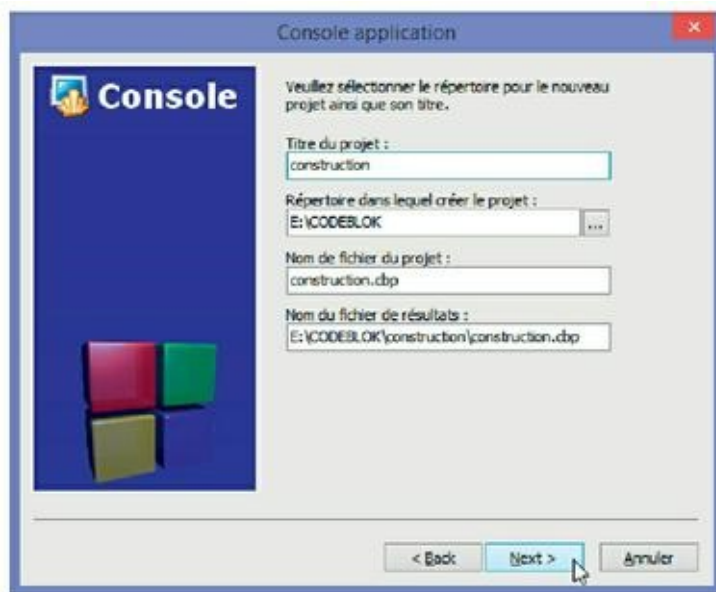 Console application
Console
Veuillez sélectionner le répertoire pour le nouveau
projet ainsi que son titre.
Titre du projet :
construction
Répertoire dans lequel créer le projet :
E:\CODEBLOK
...
Nom de fichier du projet :
construction.cbp
Nom du fichier de résultats :
E:\CODEBLOK\construction\construction.cbp
< Back
Next >
Annuler